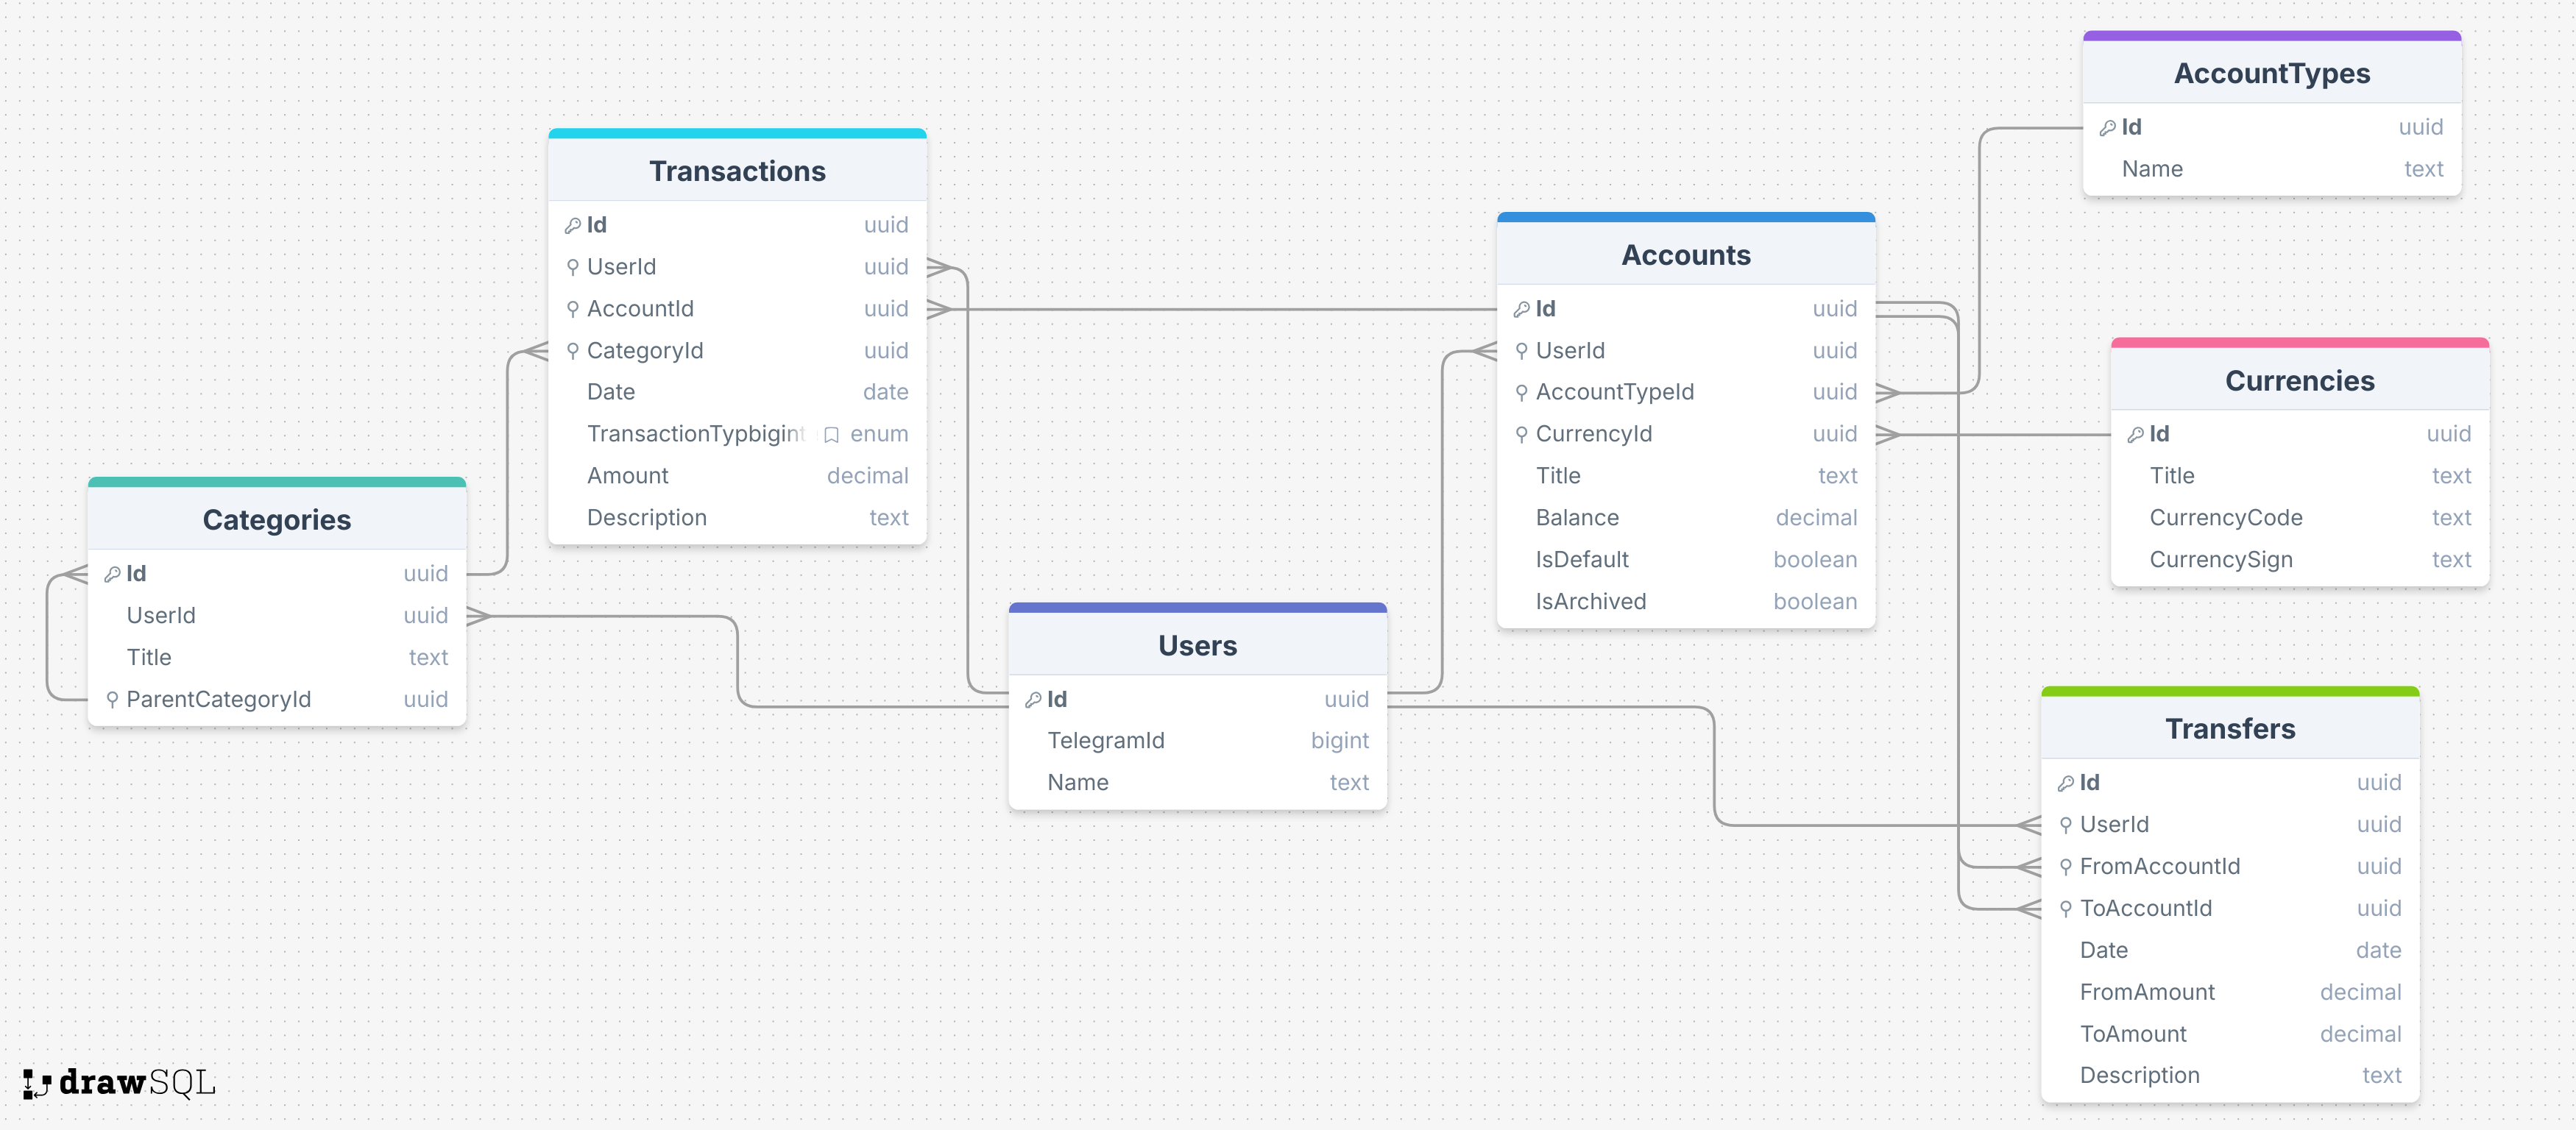 AccountTypes
Id uuid
Name text
Transactions
Id uuid
UserId uuid
AccountId uuid
CategoryId uuid
Date date
TransactionTypbigint enum
Amount decimal
Description text
Accounts
Id uuid
UserId uuid
AccountTypeId uuid
CurrencyId uuid
Title text
Balance decimal
IsDefault boolean
IsArchived boolean
Currencies
Id uuid
Title text
CurrencyCode text
CurrencySign text
Categories
Id uuid
UserId uuid
Title text
ParentCategoryId uuid
Users
Id uuid
TelegramId bigint
Name text
Transfers
Id uuid
UserId uuid
FromAccountId uuid
ToAccountId uuid
Date date
FromAmount decimal
ToAmount decimal
Description text
drawSQL